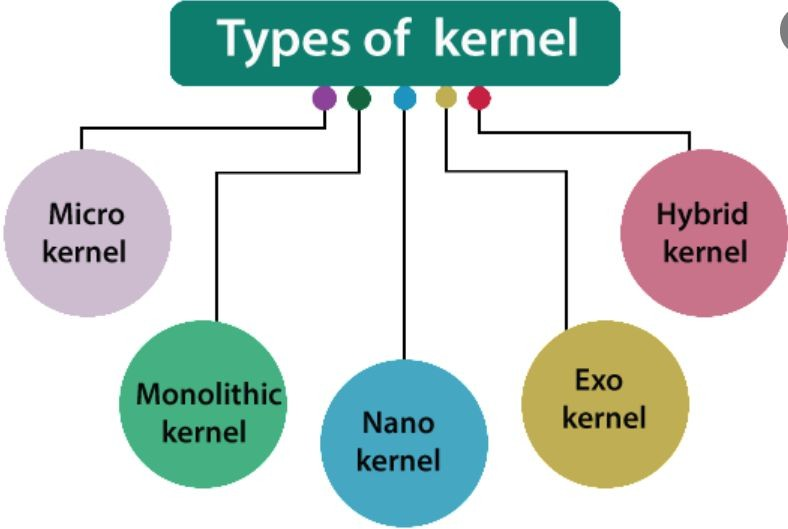 Types of kernel
Micro
kernel
Hybrid
kernel
Monolithic
kernel
Nano
kernel
Exo
kernel